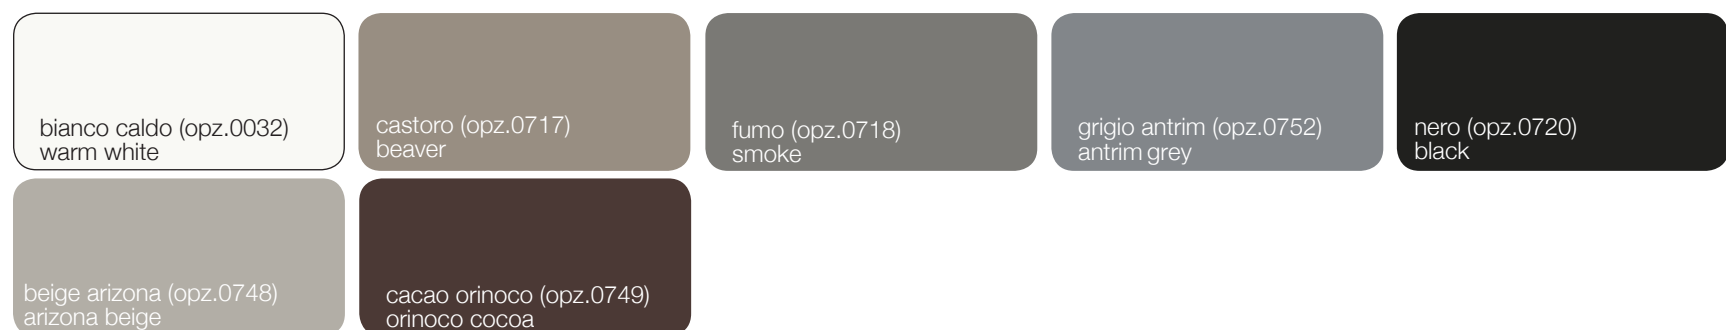 bianco caldo (opz.0032)
warm white
castoro (opz.0717)
beaver
fumo (opz.0718)
smoke
grigio antrim (opz.0752)
antrim grey
nero (opz.0720)
black
beige arizona (opz.0748)
arizona beige
cacao orinoco (opz.0749)
orinoco cocoa